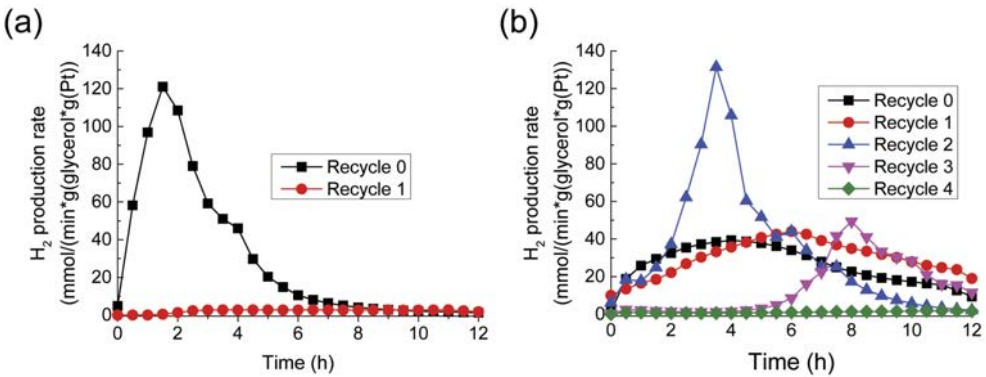 (a)
H₂ production rate
(mmol/(min*g(glycerol*g(Pt))
140
120
100
80
60
40
20
0
0 2 4 6 8 10 12
Time (h)
Recycle 0
Recycle 1
(b)
H₂ production rate
(mmol/(min*g(glycerol*g(Pt))
140
120
100
80
60
40
20
0
0 2 4 6 8 10 12
Time (h)
Recycle 0
Recycle 1
Recycle 2
Recycle 3
Recycle 4